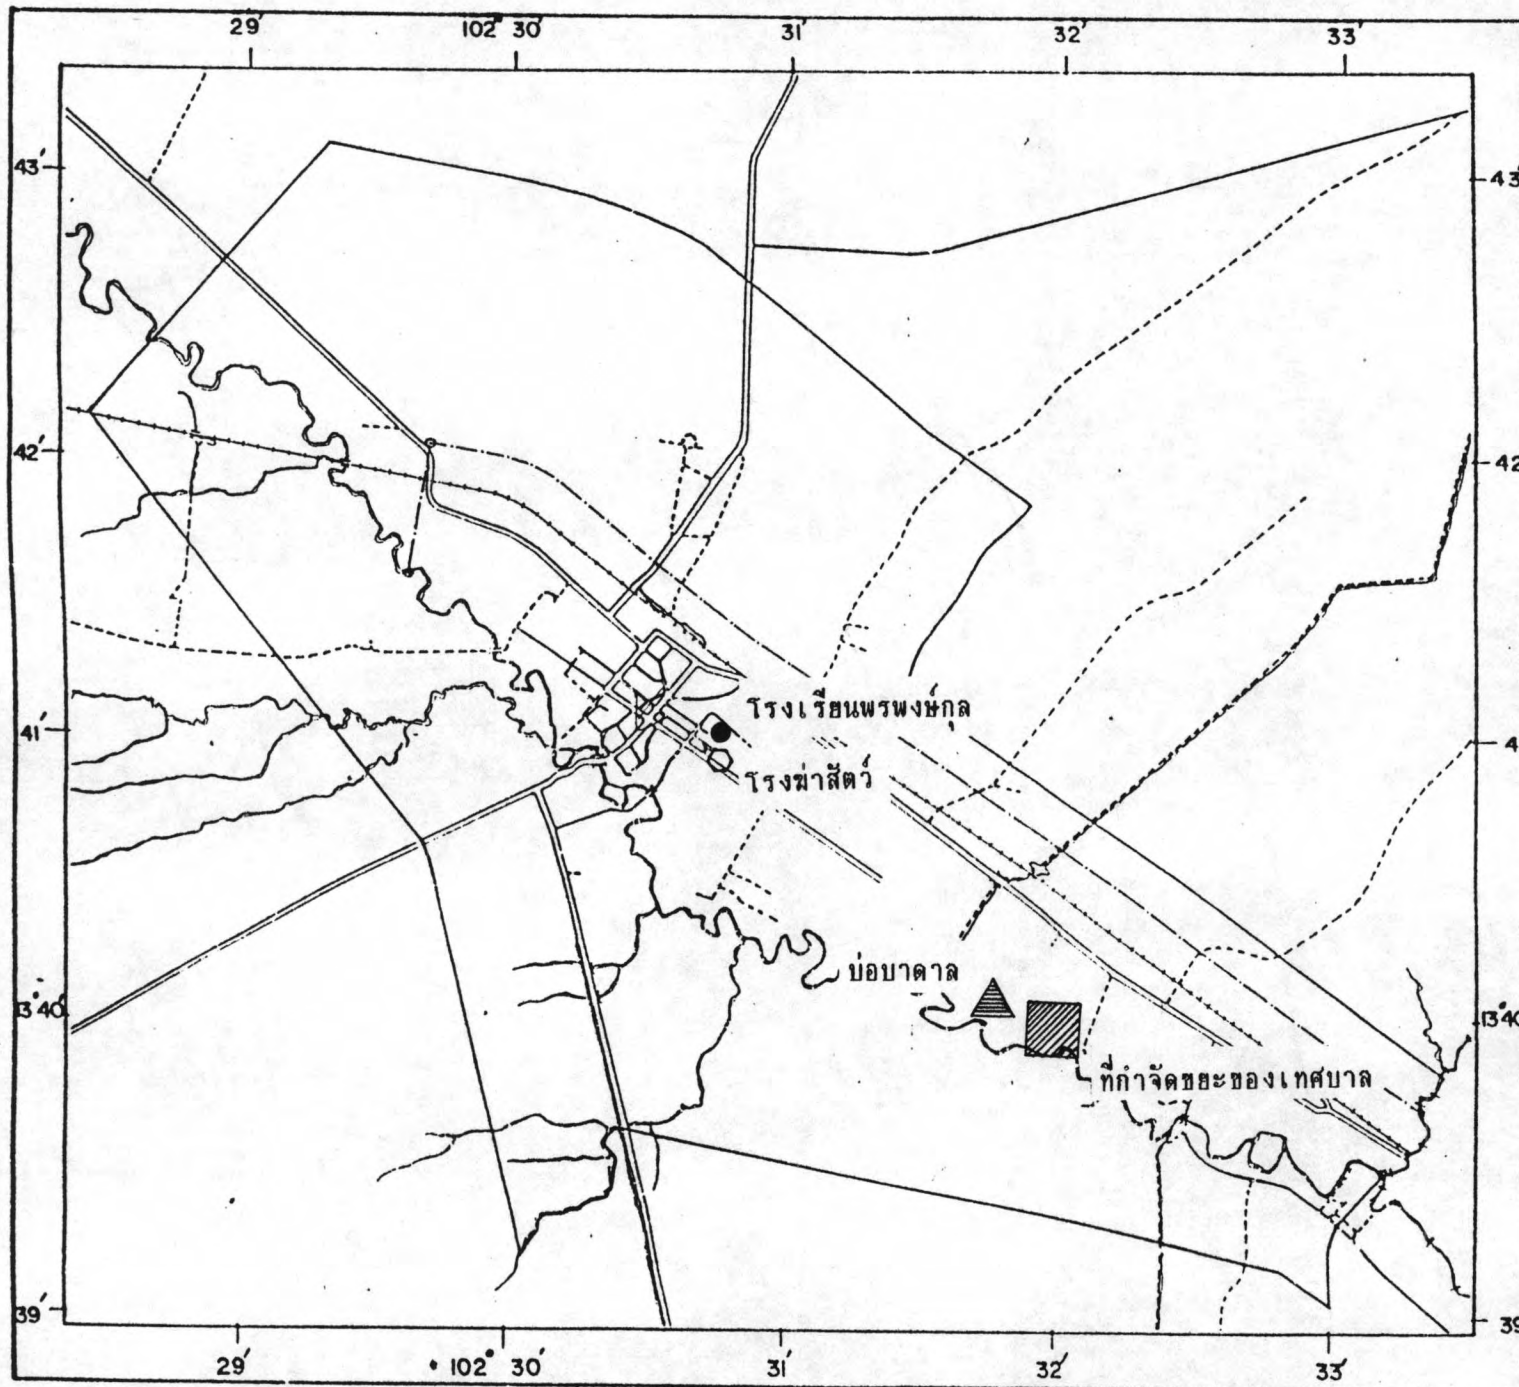 29′ 102° 30′ 31′ 32′ 33′
43′ 43′
42′ 42′
โรงเรียนพรพงษ์กุล
41′ 41′
โรงฆ่าสัตว์
บ่อบาดาล
13° 40′ 13° 40′
ที่กำจัดขยะของเทศบาล
39′ 39
29′ 102° 30′ 31′ 32′ 33′